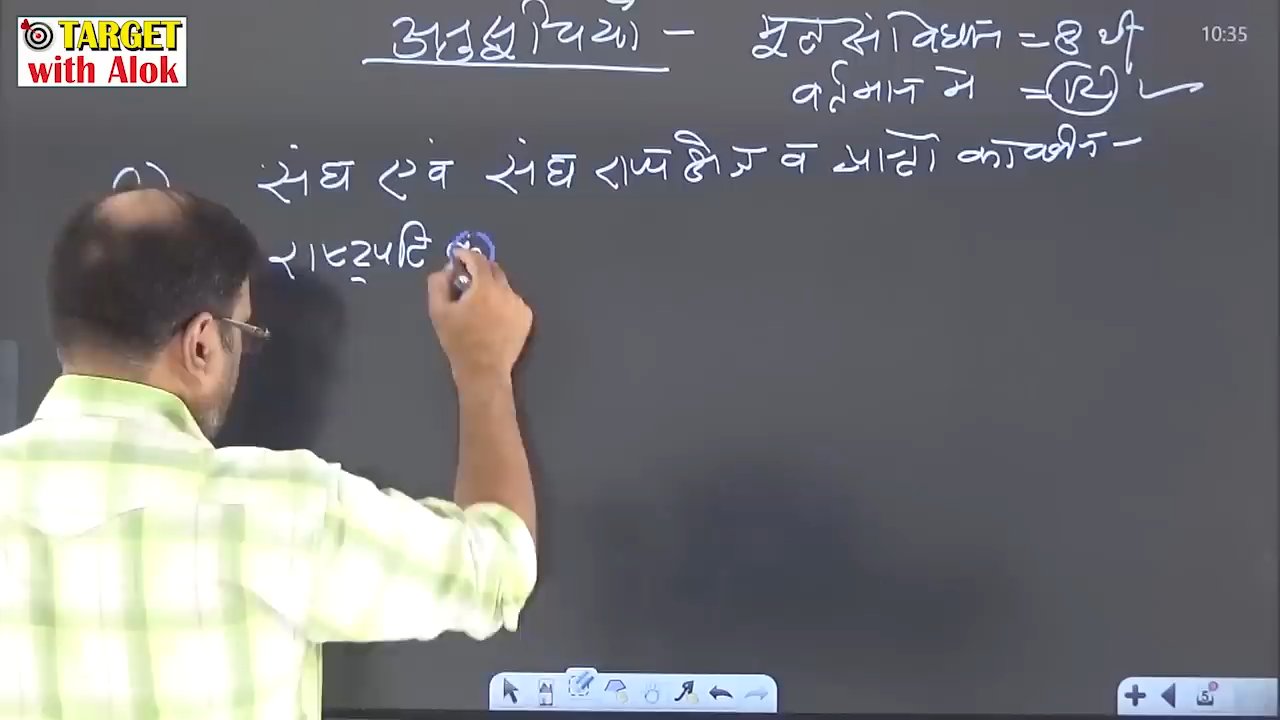 TARGET
with Alok
अनुसूचियाँ - मूल संविधान = 8 थी
10:35
वर्तमान में = 12
संघ एवं संघ राज्य क्षेत्र व का वर्णन -
राष्ट्रपति